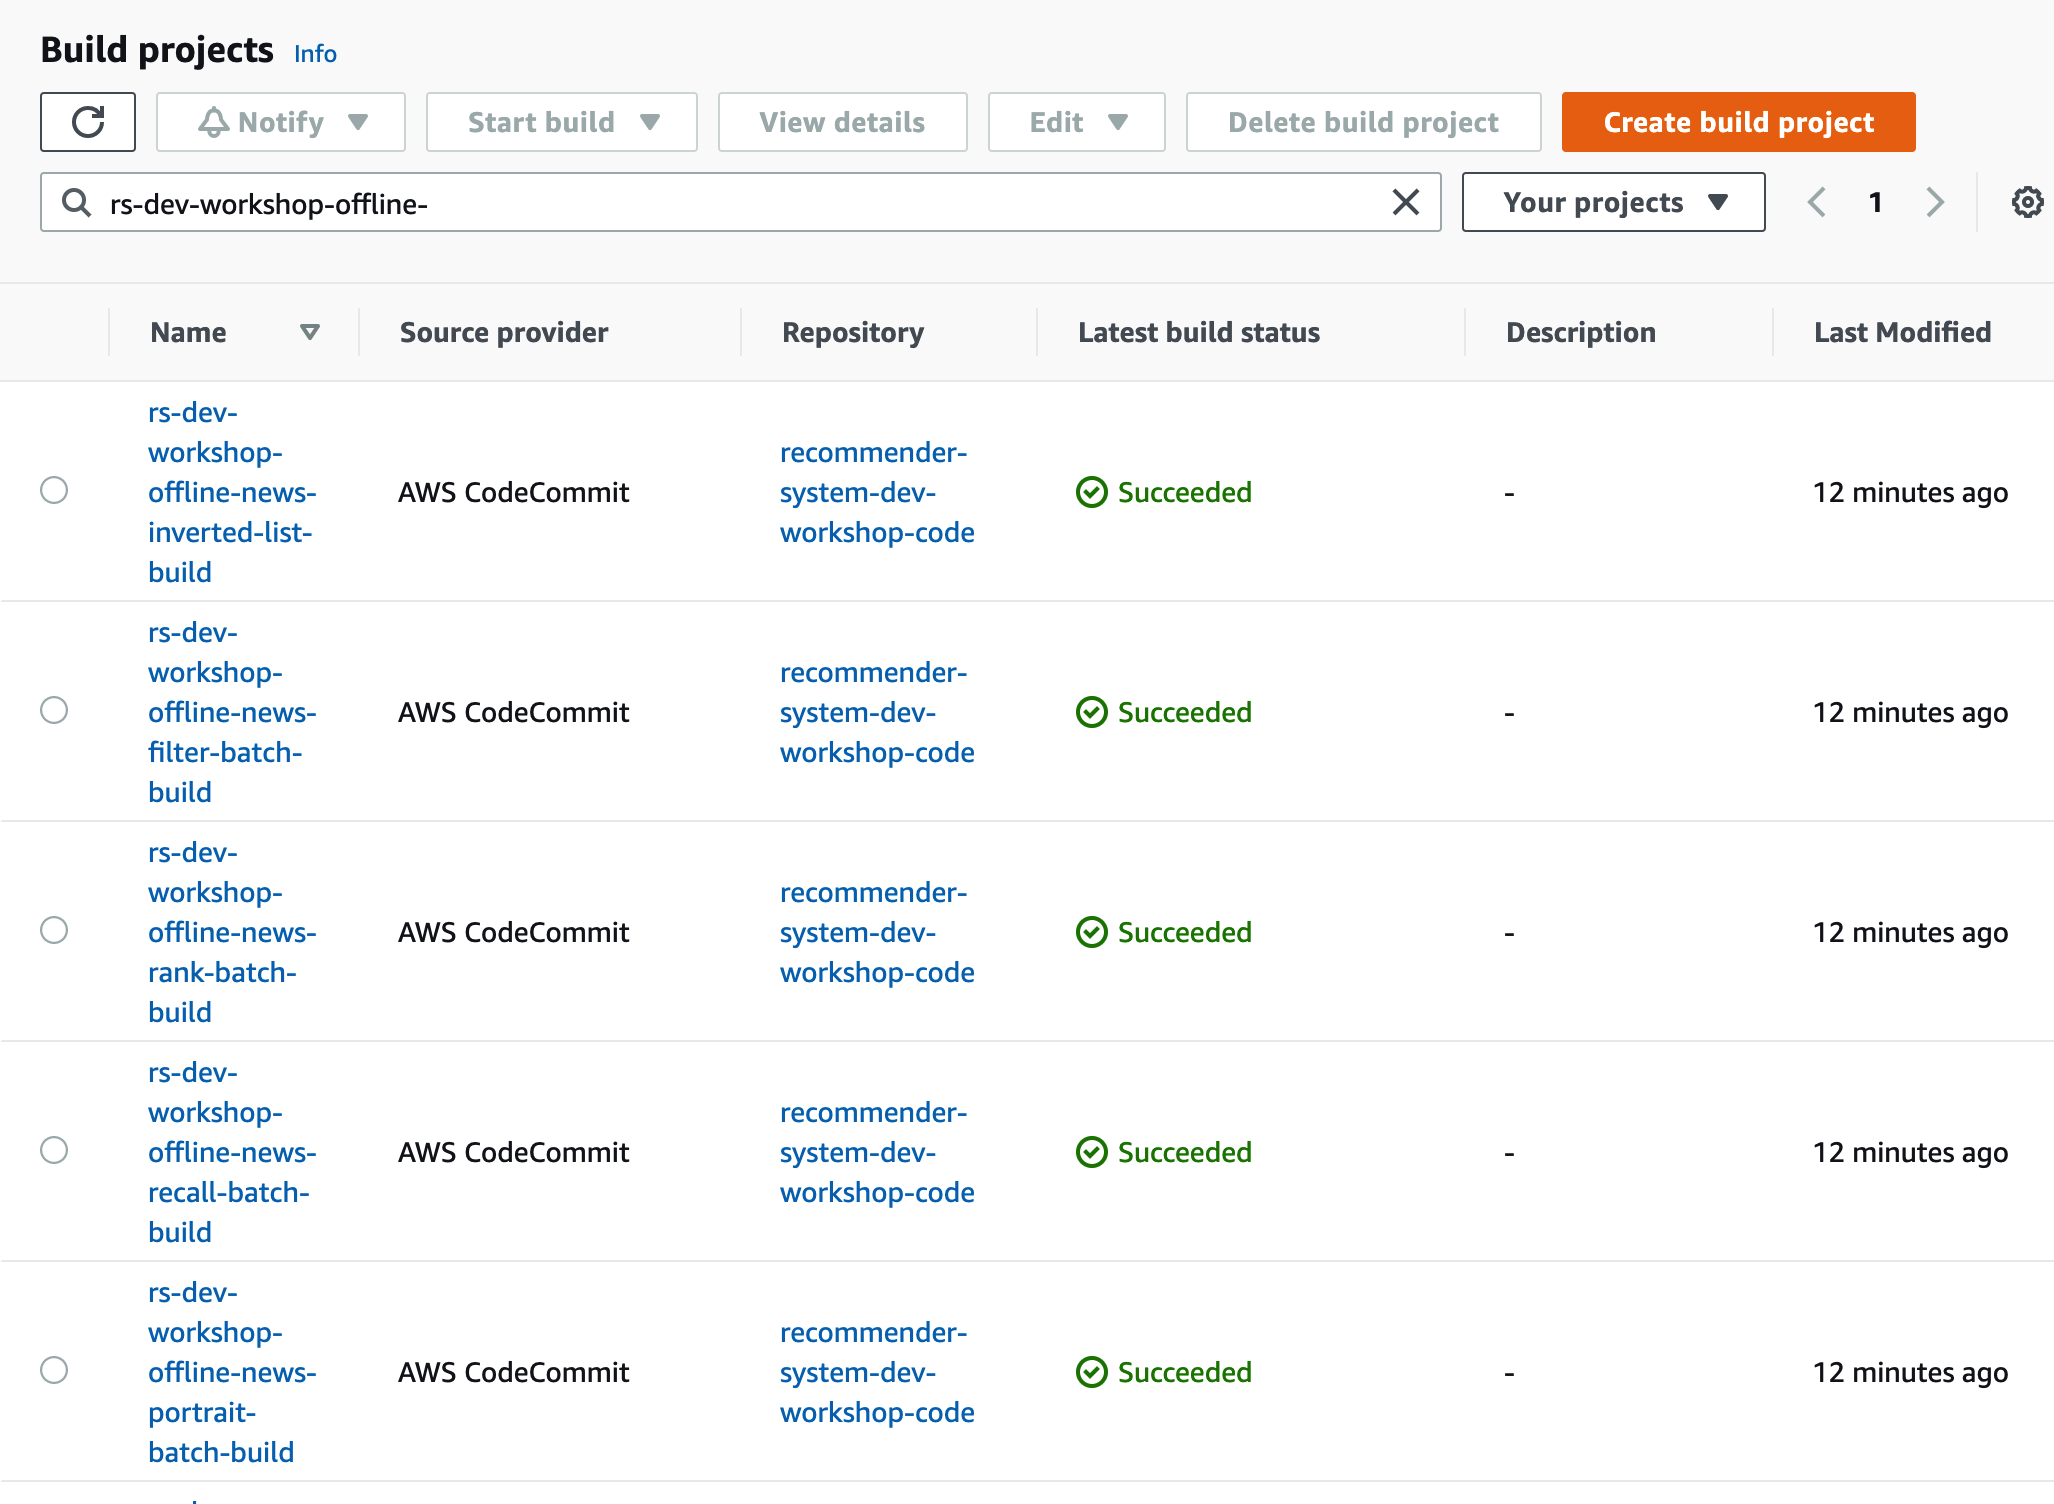 Build projects Info
Notify Start build View details Edit Delete build project Create build project
rs-dev-workshop-offline- Your projects 1
Name Source provider Repository Latest build status Description Last Modified
rs-dev-
workshop-
offline-news-
inverted-list-
build
AWS CodeCommit
recommender-
system-dev-
workshop-code
Succeeded
-
12 minutes ago
rs-dev-
workshop-
offline-news-
filter-batch-
build
AWS CodeCommit
recommender-
system-dev-
workshop-code
Succeeded
-
12 minutes ago
rs-dev-
workshop-
offline-news-
rank-batch-
build
AWS CodeCommit
recommender-
system-dev-
workshop-code
Succeeded
-
12 minutes ago
rs-dev-
workshop-
offline-news-
recall-batch-
build
AWS CodeCommit
recommender-
system-dev-
workshop-code
Succeeded
-
12 minutes ago
rs-dev-
workshop-
offline-news-
portrait-
batch-build
AWS CodeCommit
recommender-
system-dev-
workshop-code
Succeeded
-
12 minutes ago